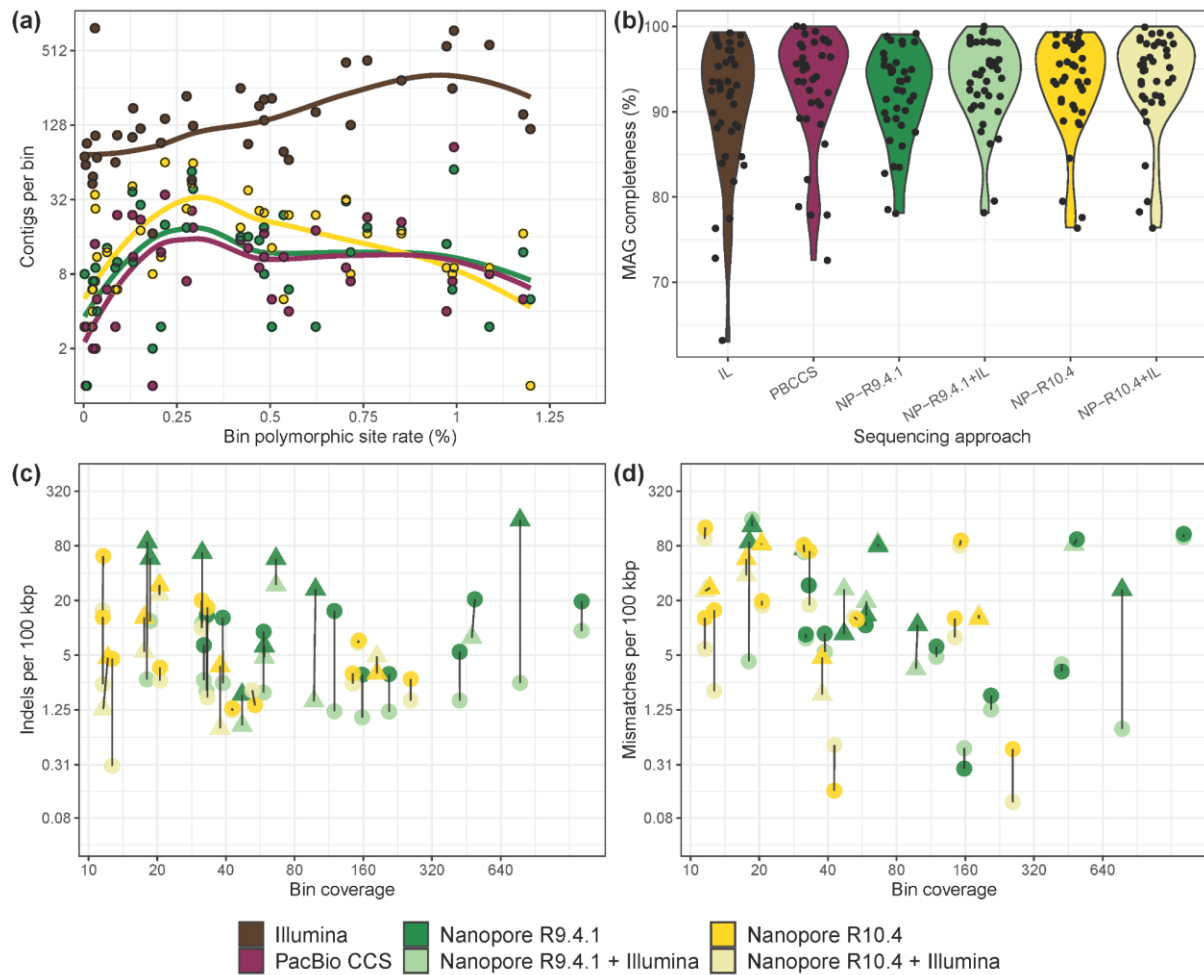 (a)
Contigs per bin
512
128
32
8
2
0
0.25
0.5
0.75
1
1.25
Bin polymorphic site rate (%)
(b)
MAG completeness (%)
100
90
80
70
IL
PBCCS
NP−R9.4.1
NP−R9.4.1+IL
NP−R10.4
NP−R10.4+IL
Sequencing approach
(c)
Indels per 100 kbp
320
80
20
5
1.25
0.31
0.08
10
20
40
80
160
320
640
Bin coverage
(d)
Mismatches per 100 kbp
320
80
20
5
1.25
0.31
0.08
10
20
40
80
160
320
640
Bin coverage
Illumina
Nanopore R9.4.1
Nanopore R10.4
PacBio CCS
Nanopore R9.4.1 + Illumina
Nanopore R10.4 + Illumina